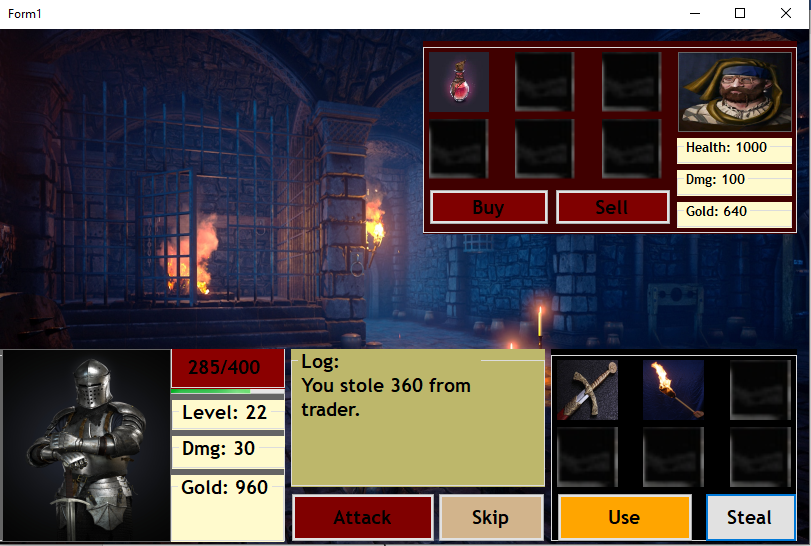 Form1
Health: 1000
Dmg: 100
Buy
Sell
Gold: 640
285/400
Level: 22
Dmg: 30
Gold: 960
Log:
You stole 360 from
trader.
Attack
Skip
Use
Steal